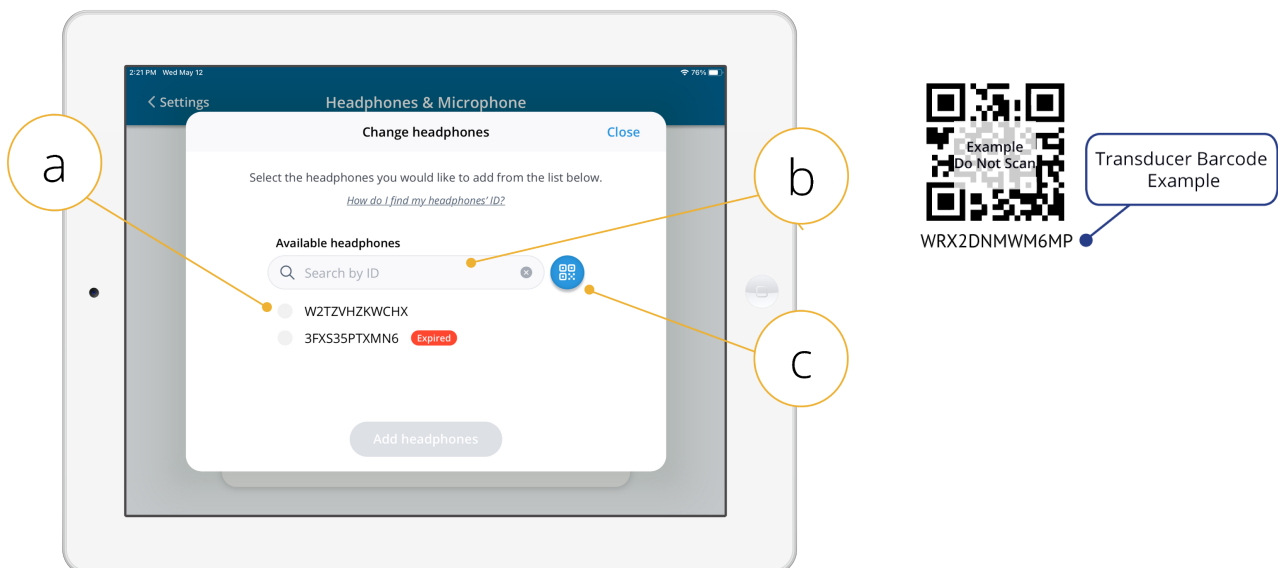 2:21 PM Wed May 12
76%
< Settings
Headphones & Microphone
Change headphones
Close
Select the headphones you would like to add from the list below.
How do I find my headphones' ID?
Available headphones
Search by ID
W2TZVHZKWCHX
3FXS35PTXMN6 Expired
Add headphones
a
b
c
Example
Do Not Scan
WRX2DNMWM6MP
Transducer Barcode
Example